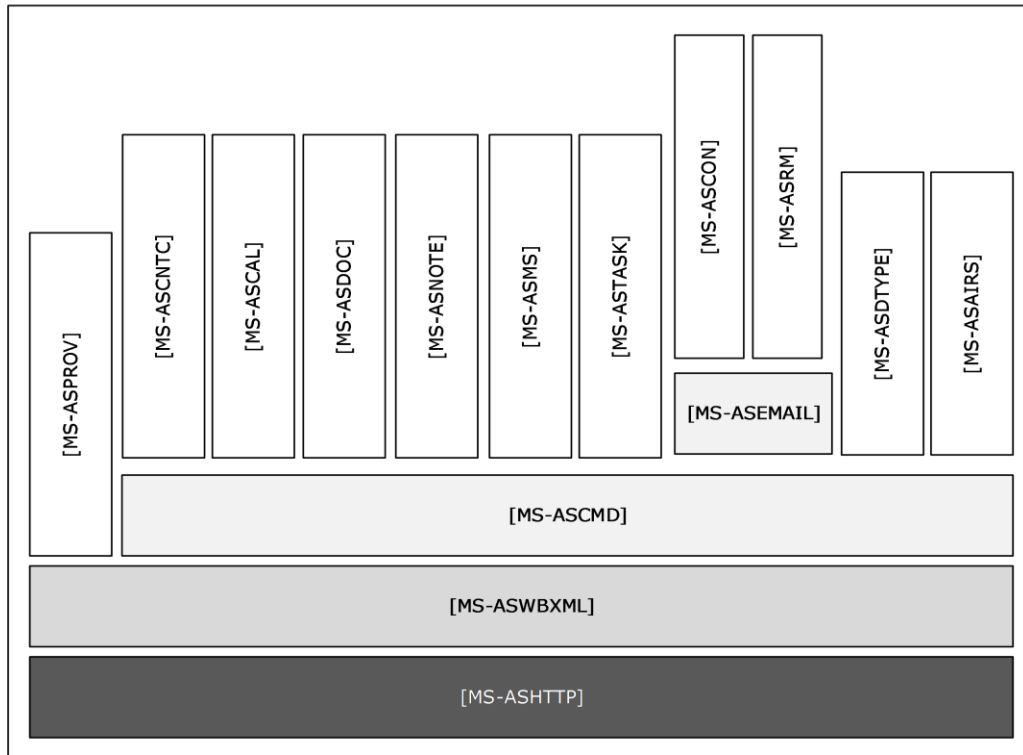 [MS-ASPROV]
[MS-ASCNTC]
[MS-ASCAL]
[MS-ASDOC]
[MS-ASNOTE]
[MS-ASMS]
[MS-ASTASK]
[MS-ASCON]
[MS-ASRM]
[MS-ASEMAIL]
[MS-ASDTYPE]
[MS-ASAIRS]
[MS-ASCMD]
[MS-ASWBXML]
[MS-ASHTTP]